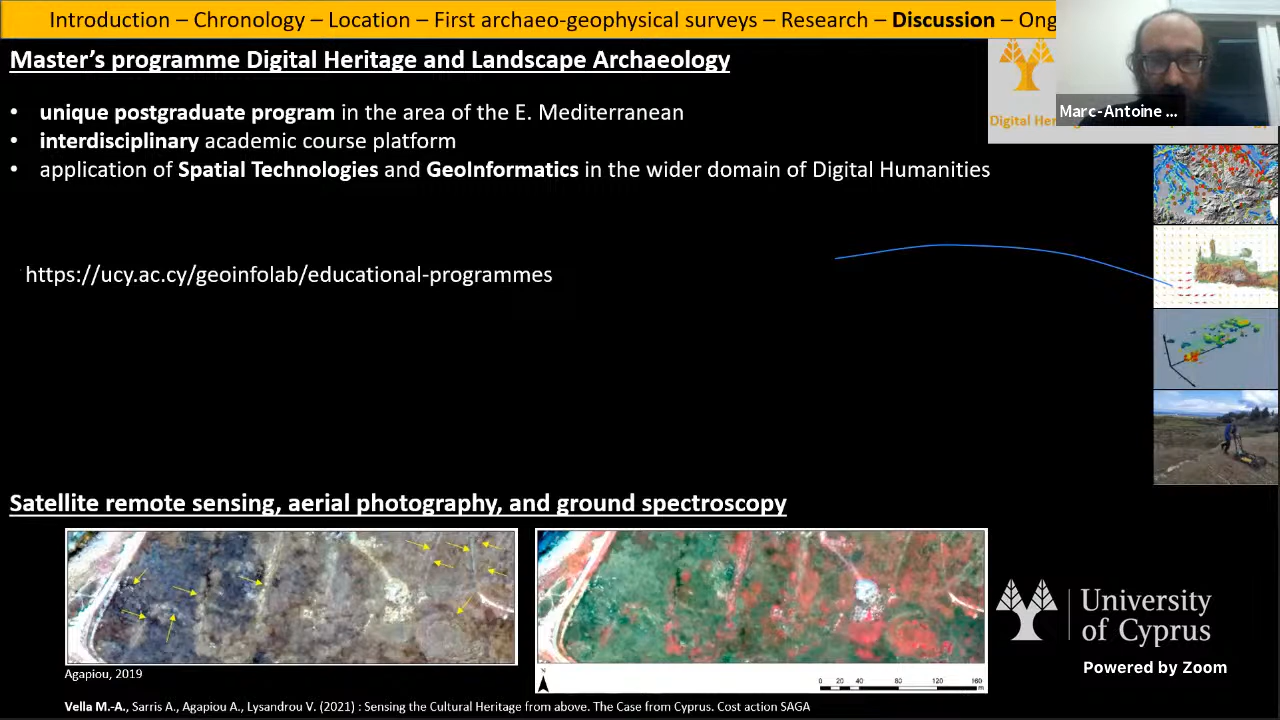 Introduction – Chronology – Location – First archaeo-geophysical surveys – Research – Discussion – Ong
Master's programme Digital Heritage and Landscape Archaeology
• unique postgraduate program in the area of the E. Mediterranean
• interdisciplinary academic course platform
• application of Spatial Technologies and GeoInformatics in the wider domain of Digital Humanities
Marc-Antoine ...
Digital Her
https://ucy.ac.cy/geoinfolab/educational-programmes
Satellite remote sensing, aerial photography, and ground spectroscopy
Agapiou, 2019
N
0 20 40 80 120 160
m
University
of Cyprus
Powered by Zoom
Vella M.-A., Sarris A., Agapiou A., Lysandrou V. (2021) : Sensing the Cultural Heritage from above. The Case from Cyprus. Cost action SAGA